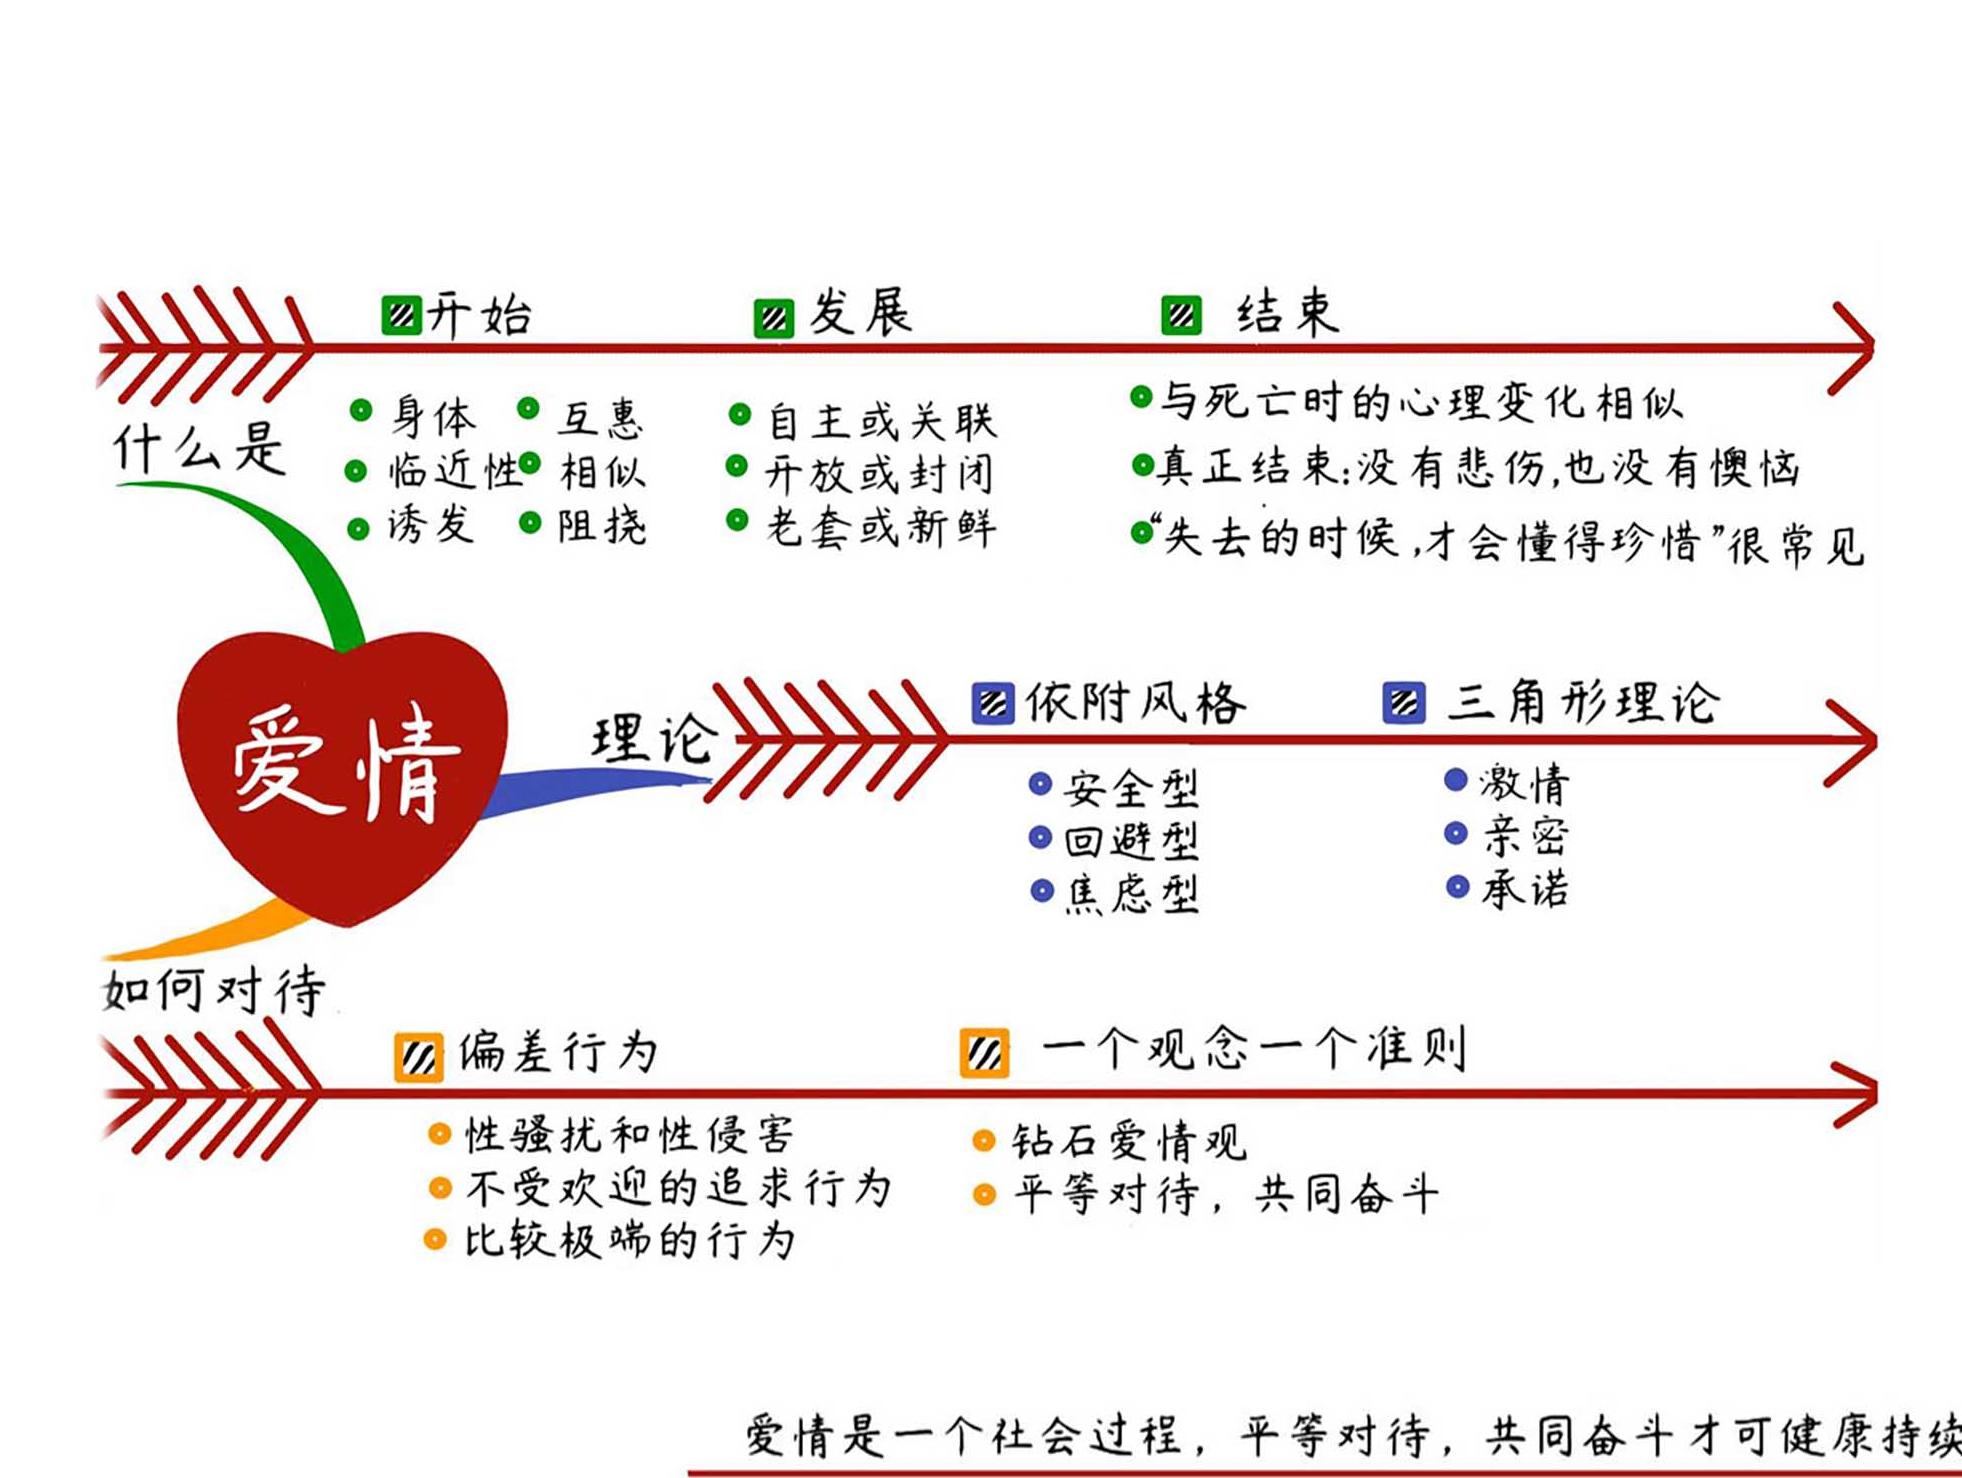 开始
发展
结束
什么是
身体
互惠
临近性
相似
诱发
阻挠
自主或关联
开放或封闭
老套或新鲜
与死亡时的心理变化相似
真正结束:没有悲伤,也没有懊恼
“失去的时候,才会懂得珍惜”很常见
爱情
理论
依附风格
三角形理论
安全型
回避型
焦虑型
激情
亲密
承诺
如何对待
偏差行为
一个观念一个准则
性骚扰和性侵害
不受欢迎的追求行为
比较极端的行为
钻石爱情观
平等对待，共同奋斗
爱情是一个社会过程，平等对待，共同奋斗才可健康持续